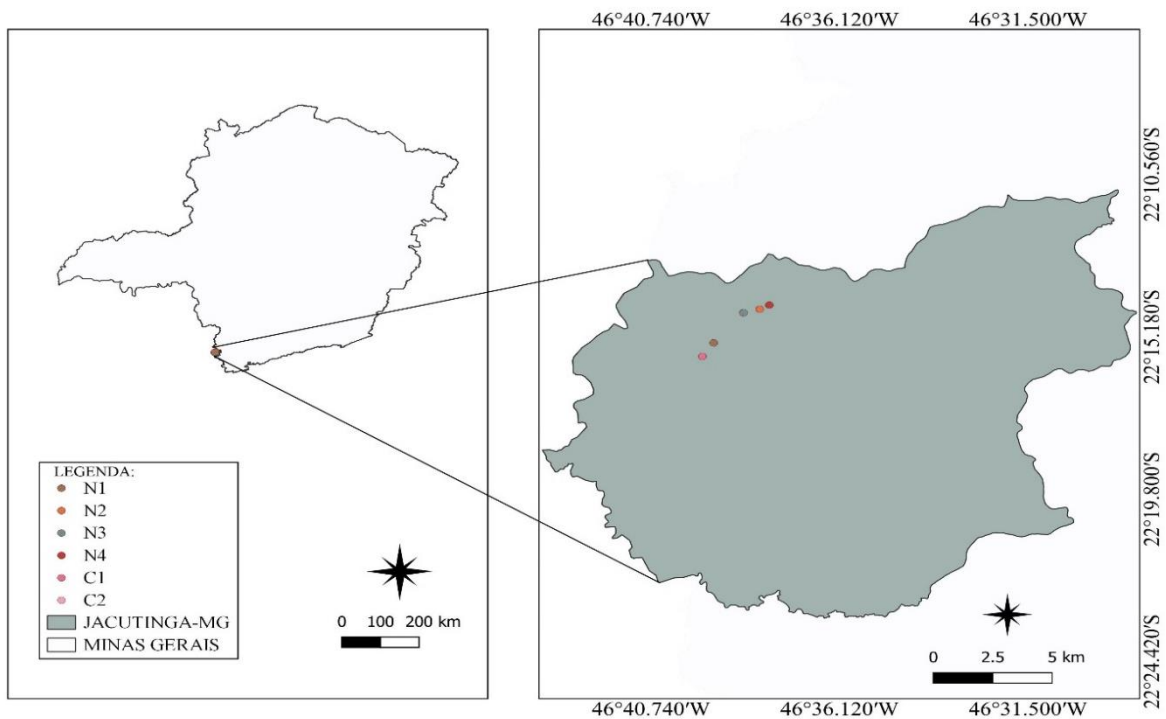 46°40.740'W 46°36.120'W 46°31.500'W
22°10.560'S
22°15.180'S
22°19.800'S
22°24.420'S
LEGENDA:
N1
N2
N3
N4
C1
C2
JACUTINGA-MG
MINAS GERAIS
0 100 200 km
0 2.5 5 km
46°40.740'W 46°36.120'W 46°31.500'W